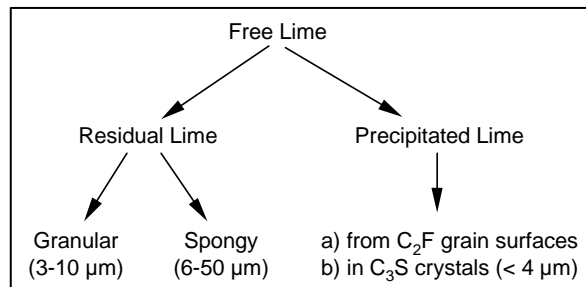 Free Lime
Residual Lime
Precipitated Lime
Granular
(3-10 µm)
Spongy
(6-50 µm)
a) from C₂F grain surfaces
b) in C₃S crystals (< 4 µm)